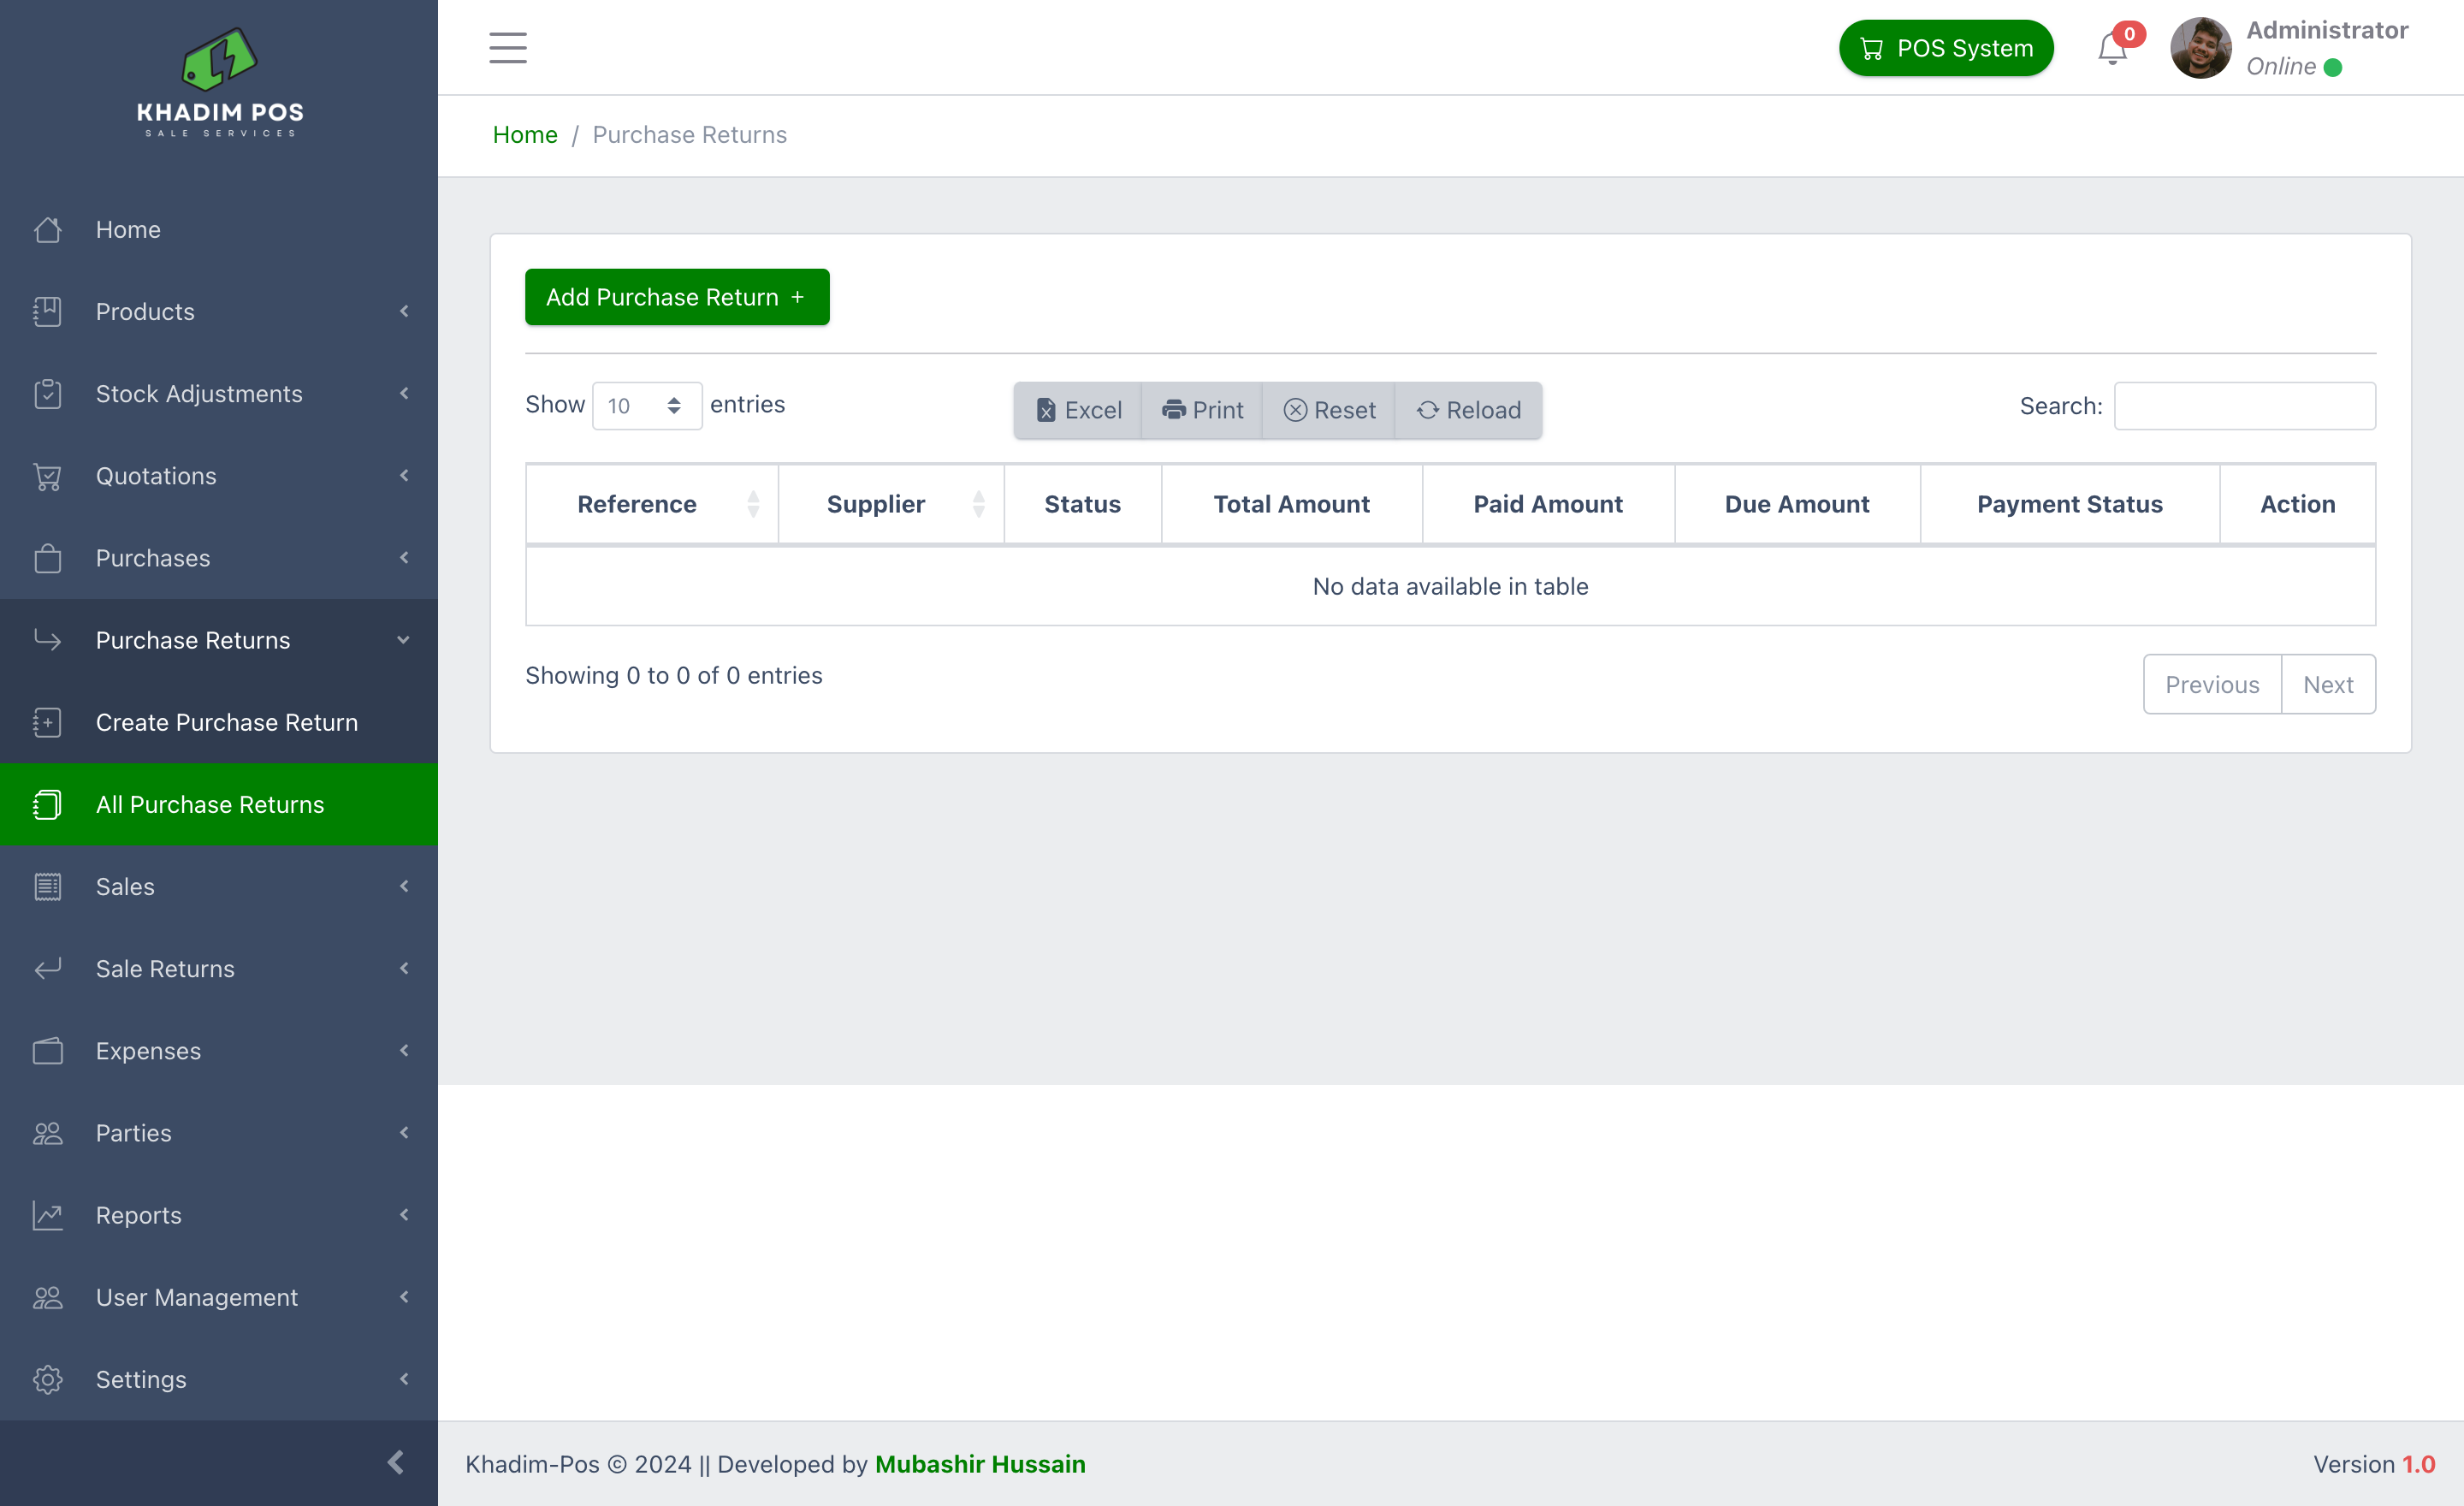 KHADIM POS
SALE SERVICES
Home
Products
Stock Adjustments
Quotations
Purchases
Purchase Returns
Create Purchase Return
All Purchase Returns
Sales
Sale Returns
Expenses
Parties
Reports
User Management
Settings
POS System
0
Administrator
Online
Home / Purchase Returns
Add Purchase Return +
Show 10 entries
Excel Print Reset Reload
Search:
Reference Supplier Status Total Amount Paid Amount Due Amount Payment Status Action
No data available in table
Showing 0 to 0 of 0 entries
Previous Next
Khadim-Pos © 2024 || Developed by Mubashir Hussain
Version 1.0